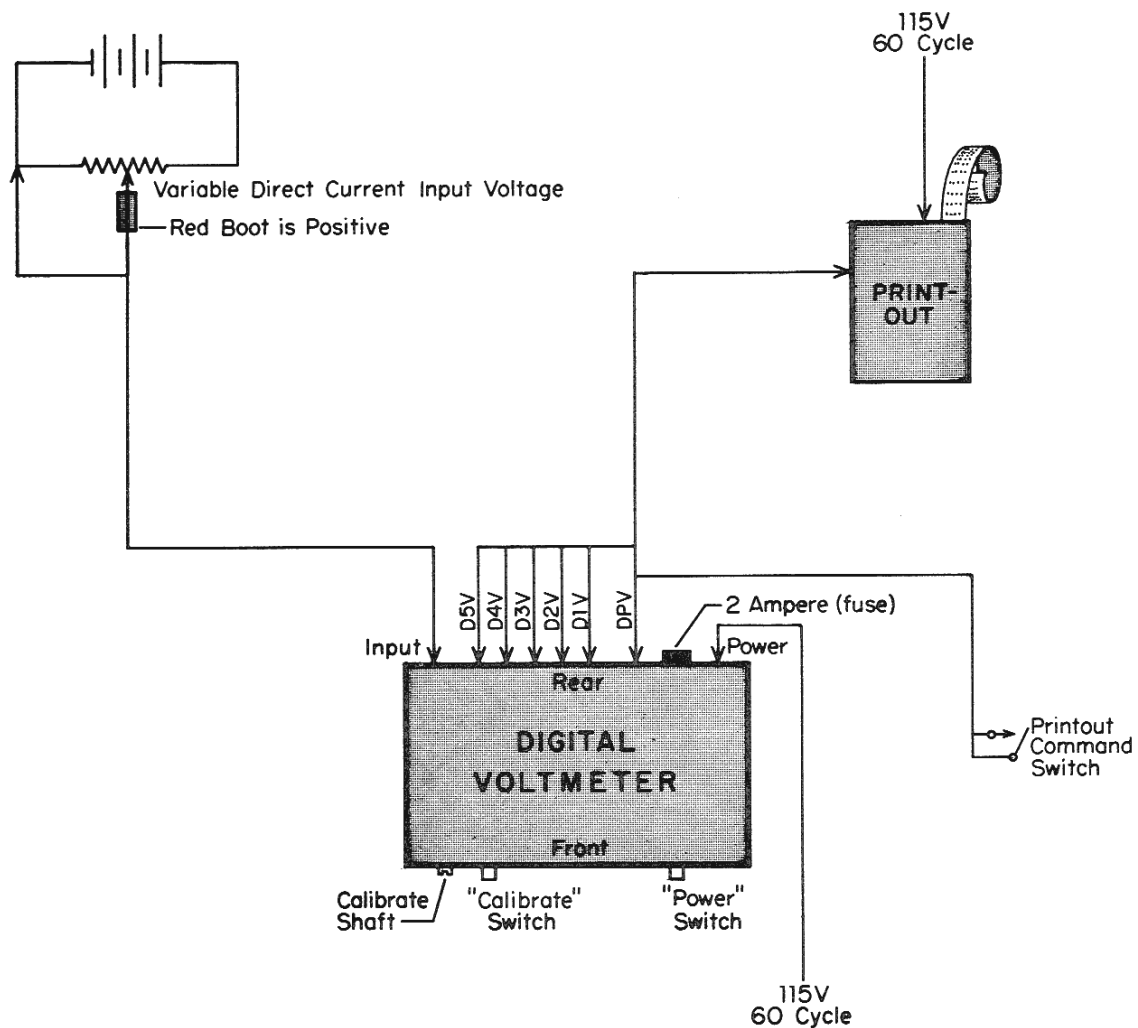 115V
60 Cycle
Variable Direct Current Input Voltage
Red Boot is Positive
PRINT-
OUT
D5V
D4V
D3V
D2V
D1V
DPV
2 Ampere (fuse)
Input
Power
Rear
DIGITAL
VOLTMETER
Front
Printout
Command
Switch
Calibrate
Shaft
"Calibrate"
Switch
"Power"
Switch
115V
60 Cycle